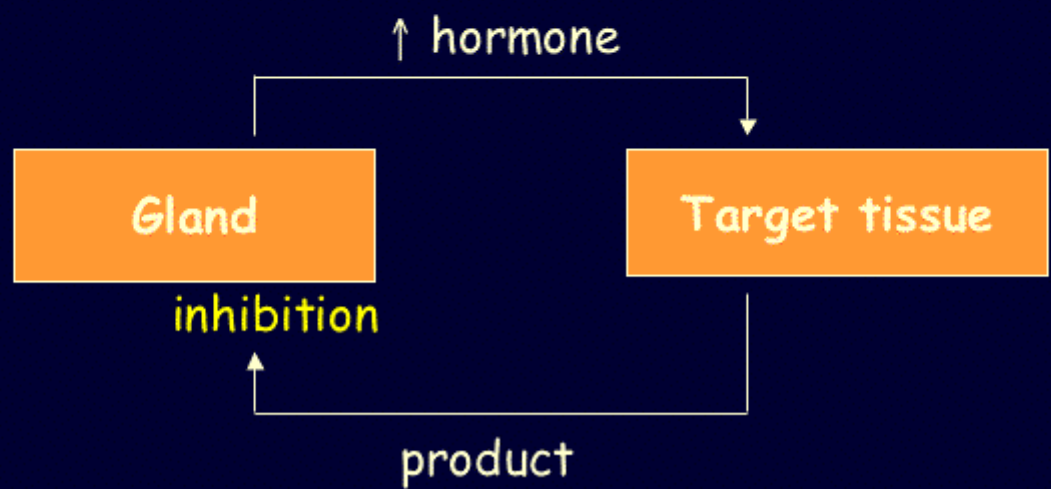 ↑ hormone
Gland
Target tissue
inhibition
product